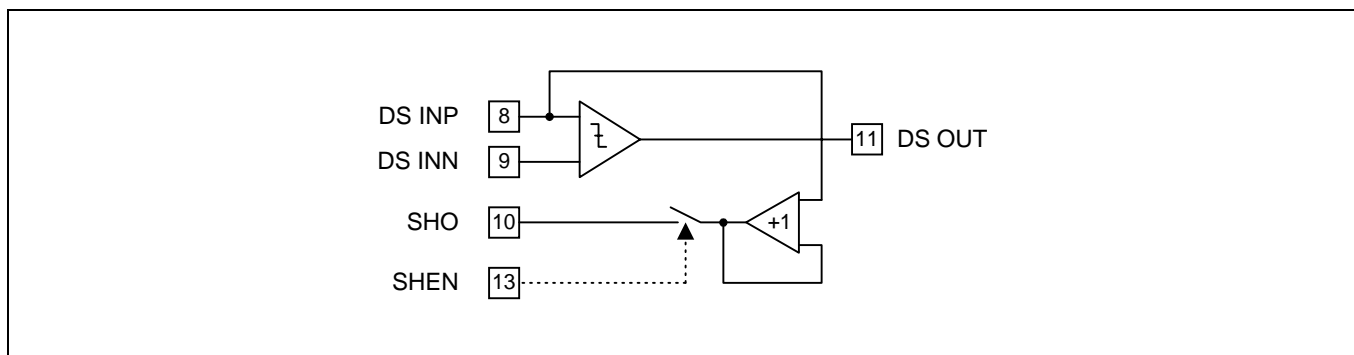 DS INP 8
DS INN 9
11 DS OUT
SHO 10
+1
SHEN 13